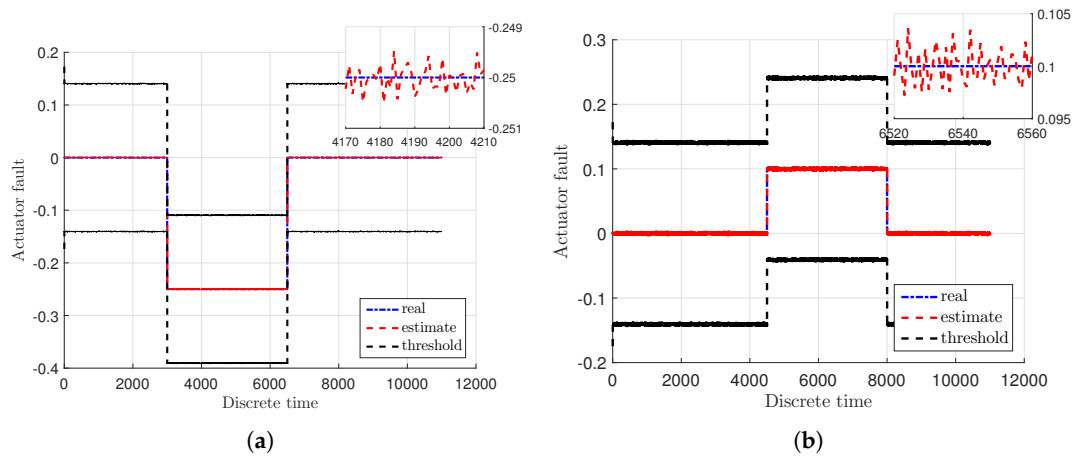 -0.249
-0.25
-0.251
4170 4180 4190 4200 4210
0.2
0.1
0
-0.1
-0.2
-0.3
-0.4
Actuator fault
real
estimate
threshold
0 2000 4000 6000 8000 10000 12000
Discrete time
(a)
0.105
0.1
0.095
6520 6540 6560
0.3
0.2
0.1
0
-0.1
-0.2
Actuator fault
real
estimate
threshold
0 2000 4000 6000 8000 10000 12000
Discrete time
(b)